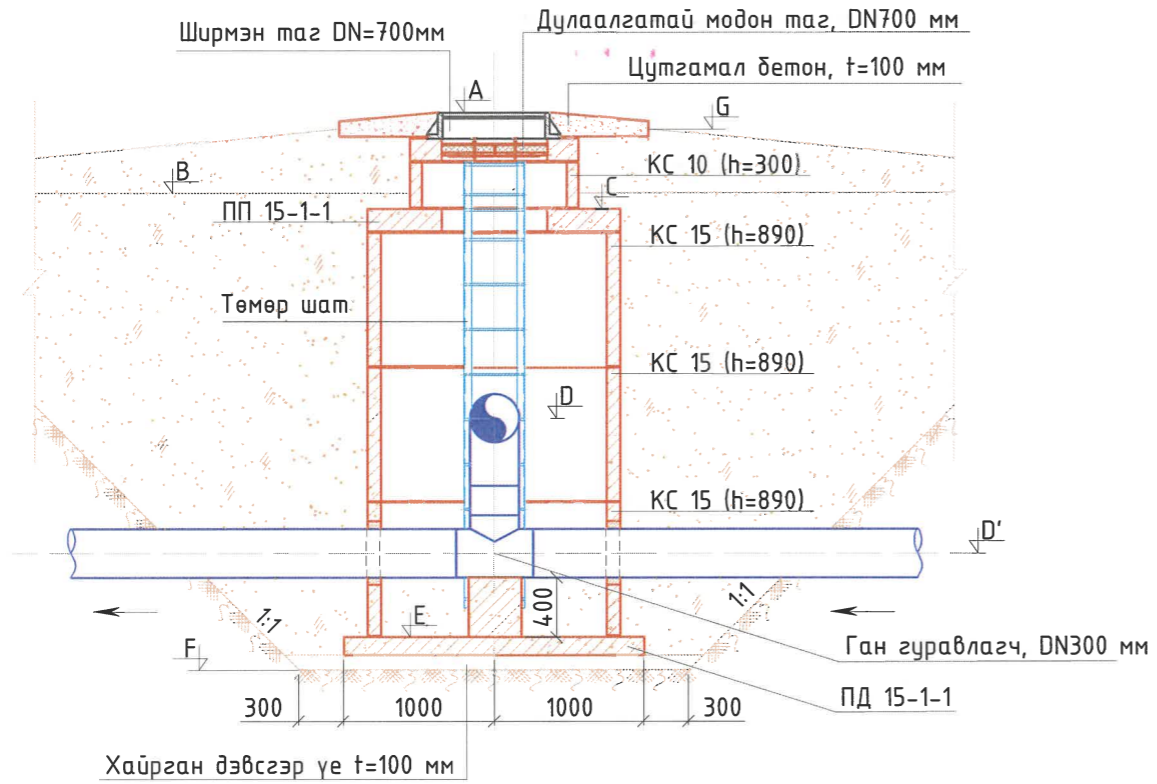 Ширмэн таг DN=700мм
Дулаалгатай модон таг, DN700 мм
Цутгамал бетон, t=100 мм
A
G
КС 10 (h=300)
B
C
ПП 15-1-1
КС 15 (h=890)
Төмөр шат
КС 15 (h=890)
D
КС 15 (h=890)
D'
1:1
400
1:1
E
Ган гуравлагч, DN300 мм
F
ПД 15-1-1
300
1000
1000
300
Хайрган дэвсгэр үе t=100 мм